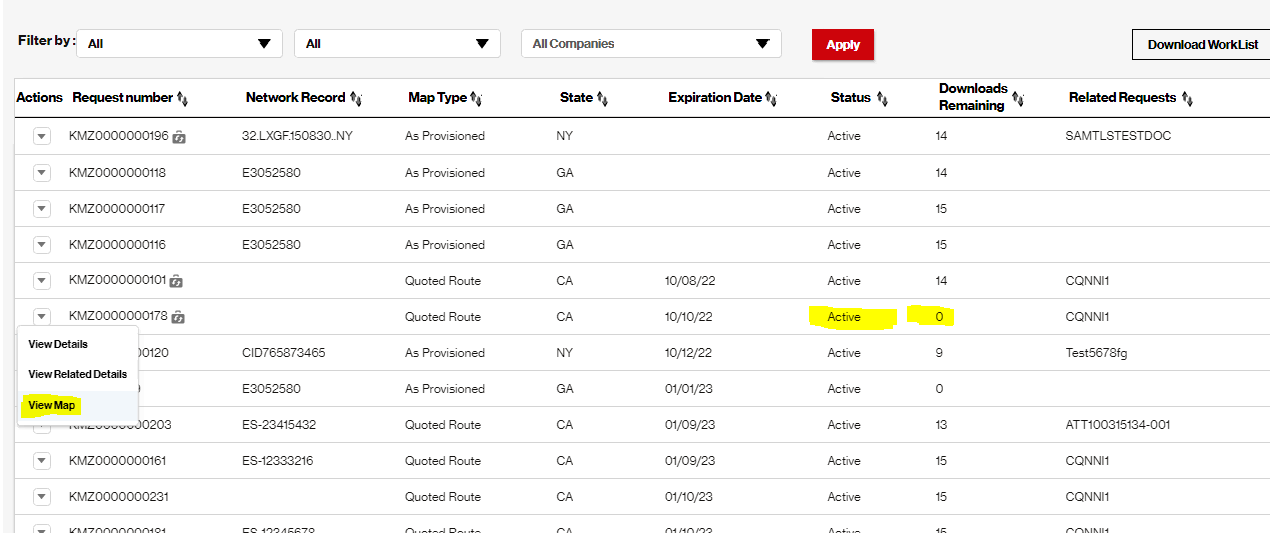 Filter by : All All All Companies Apply Download WorkList
Actions Request number Network Record Map Type State Expiration Date Status Downloads Remaining Related Requests
KMZ0000000196 32.LXGF.150830..NY As Provisioned NY Active 14 SAMTLSTESTDOC
KMZ0000000118 E3052580 As Provisioned GA Active 14
KMZ0000000117 E3052580 As Provisioned GA Active 15
KMZ0000000116 E3052580 As Provisioned GA Active 15
KMZ0000000101 Quoted Route CA 10/08/22 Active 14 CQNNI1
KMZ0000000178 Quoted Route CA 10/10/22 Active 0 CQNNI1
View Details
00120 CID765873465 As Provisioned NY 10/12/22 Active 9 Test5678fg
View Related Details
9 E3052580 As Provisioned GA 01/01/23 Active 0
View Map
KMZ0000000203 ES-23415432 Quoted Route CA 01/09/23 Active 13 ATT100315134-001
KMZ0000000161 ES-12333216 Quoted Route CA 01/09/23 Active 15 CQNNI1
KMZ0000000231 Quoted Route CA 01/10/23 Active 15 CQNNI1
KMZ0000000181 ES-12345678 Quoted Route CA 01/10/23 Active 15 CQNNI1